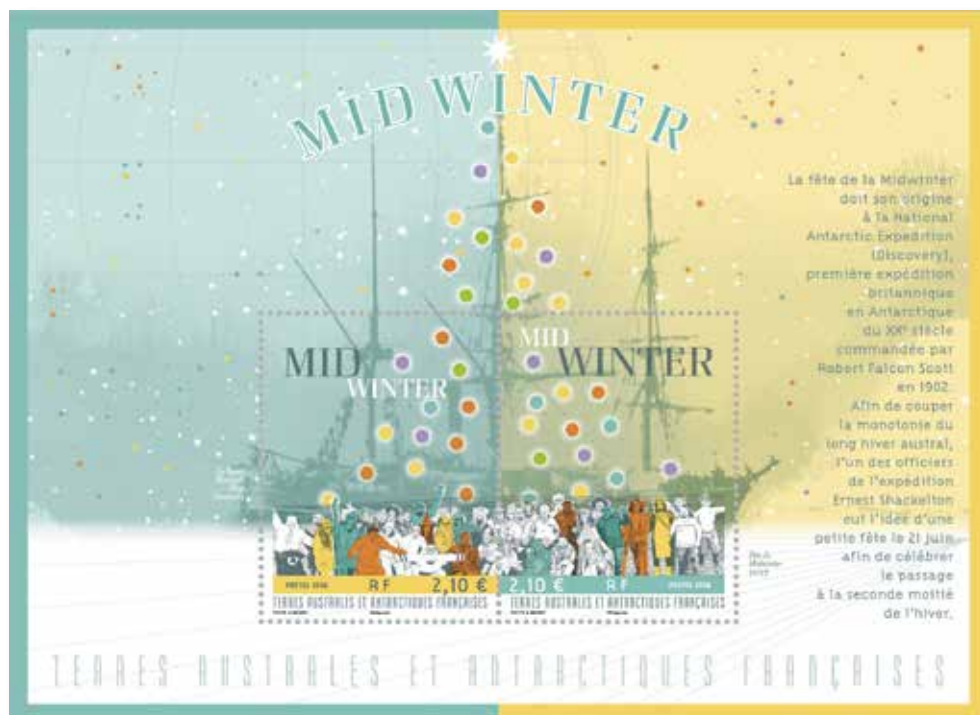 MID WINTER
La fête de la Midwinter
doit son origine
à la National
Antarctic Expedition
(Discovery),
première expédition
britannique
en Antarctique
du XXe siècle
commandée par
Robert Falcon Scott
en 1902.
Afin de couper
la monotonie du
long hiver austral,
l'un des officiers
de l'expédition
Ernest Shackelton
eut l'idée d'une
petite fête le 21 juin
afin de célébrer
le passage
à la seconde moitié
de l'hiver.
MID
WINTER
MID
WINTER
POSTES 2016 RF 2,10 €
TERRES AUSTRALES ET ANTARCTIQUES FRANÇAISES
2,10 € RF POSTES 2016
TERRES AUSTRALES ET ANTARCTIQUES FRANÇAISES
TERRES AUSTRALES ET ANTARCTIQUES FRANÇAISES